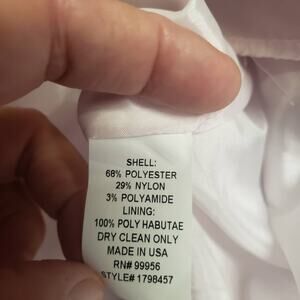 SHELL:
68% POLYESTER
29% NYLON
3% POLYAMIDE
LINING:
100% POLY HABUTAE
DRY CLEAN ONLY
MADE IN USA
RN# 99956
STYLE# 1798457